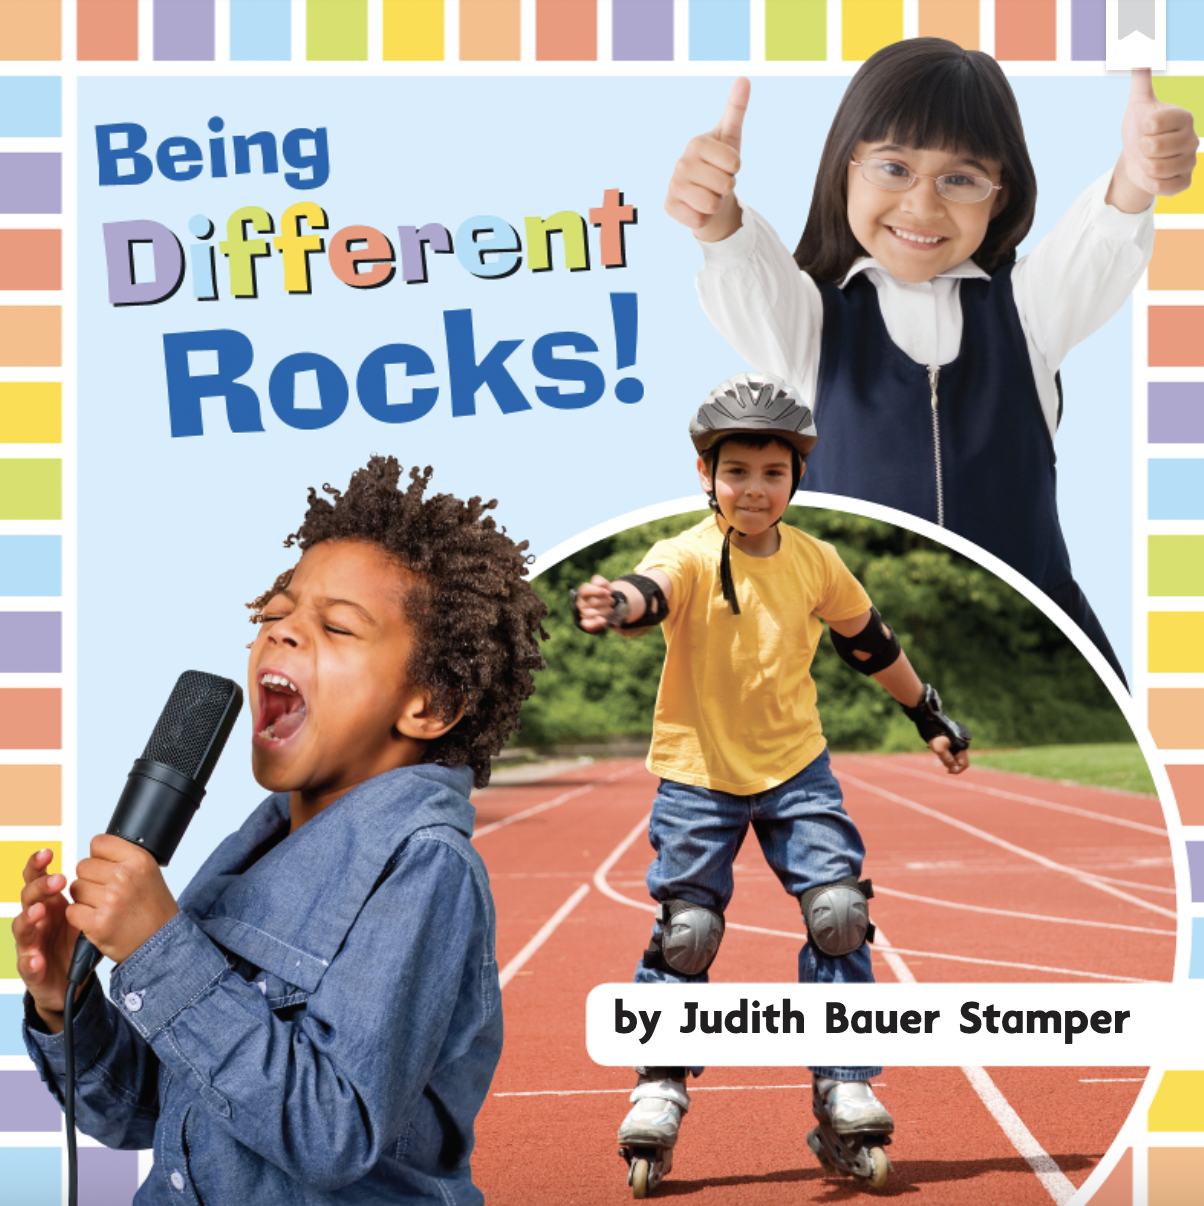 Being
Different
Rocks!
by Judith Bauer Stamper